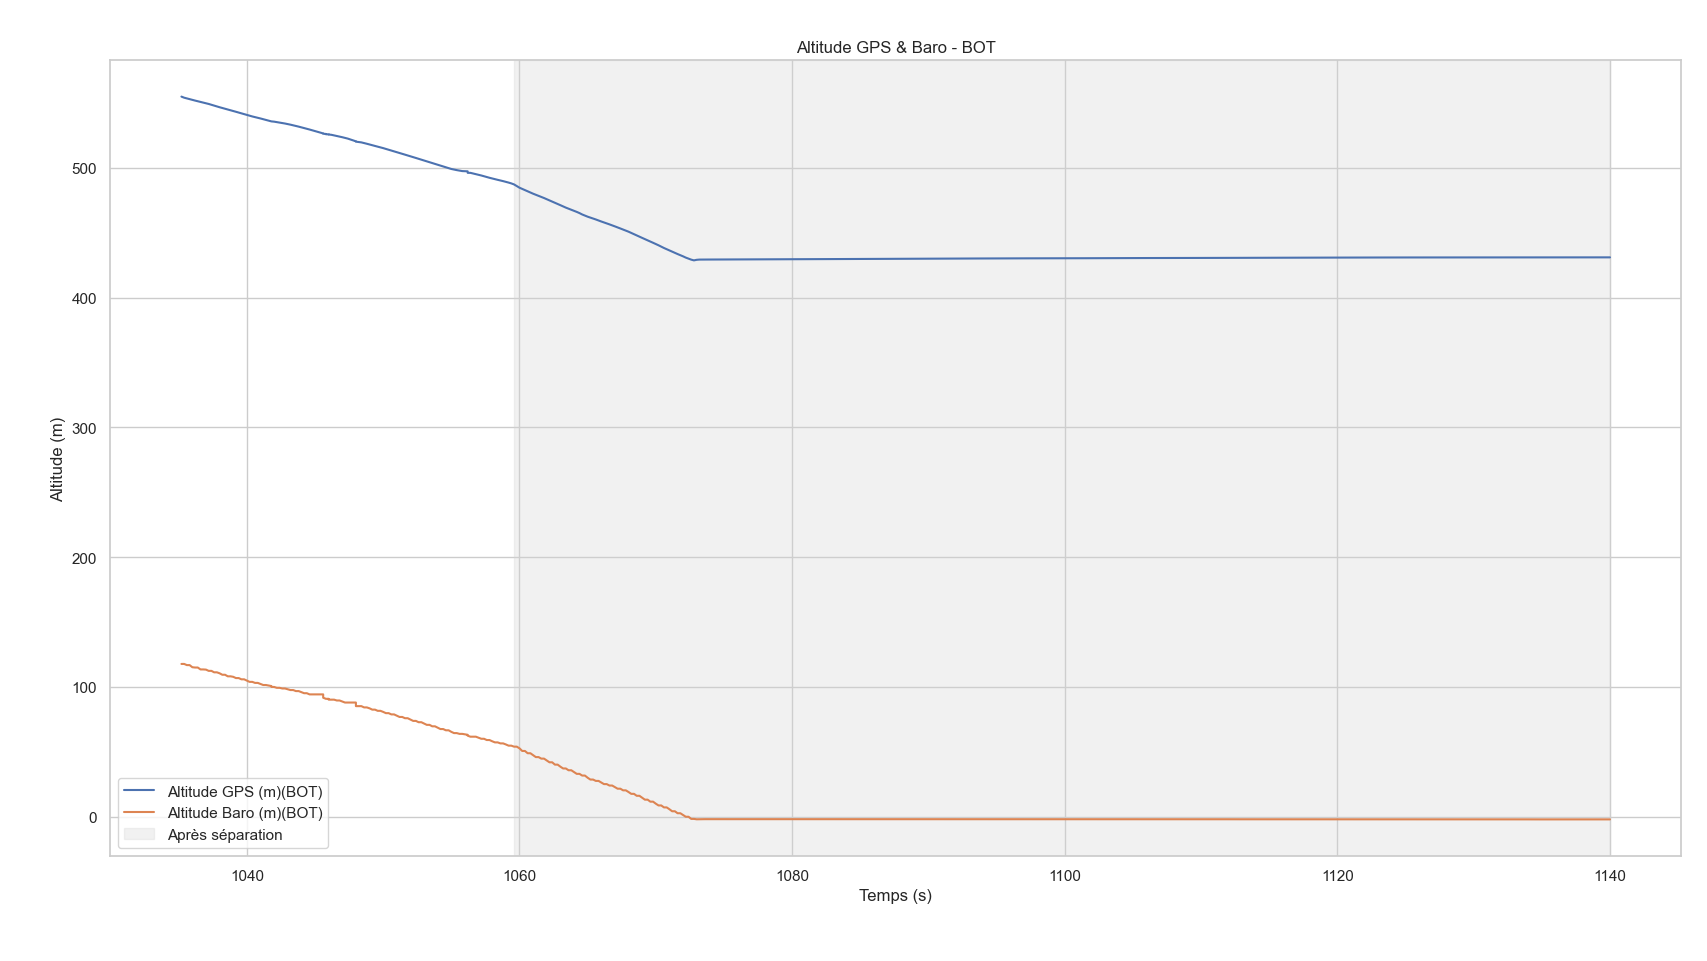 Altitude GPS & Baro - BOT
Altitude (m)
500
400
300
200
100
0
Altitude GPS (m)(BOT)
Altitude Baro (m)(BOT)
Après séparation
1040 1060 1080 1100 1120 1140
Temps (s)